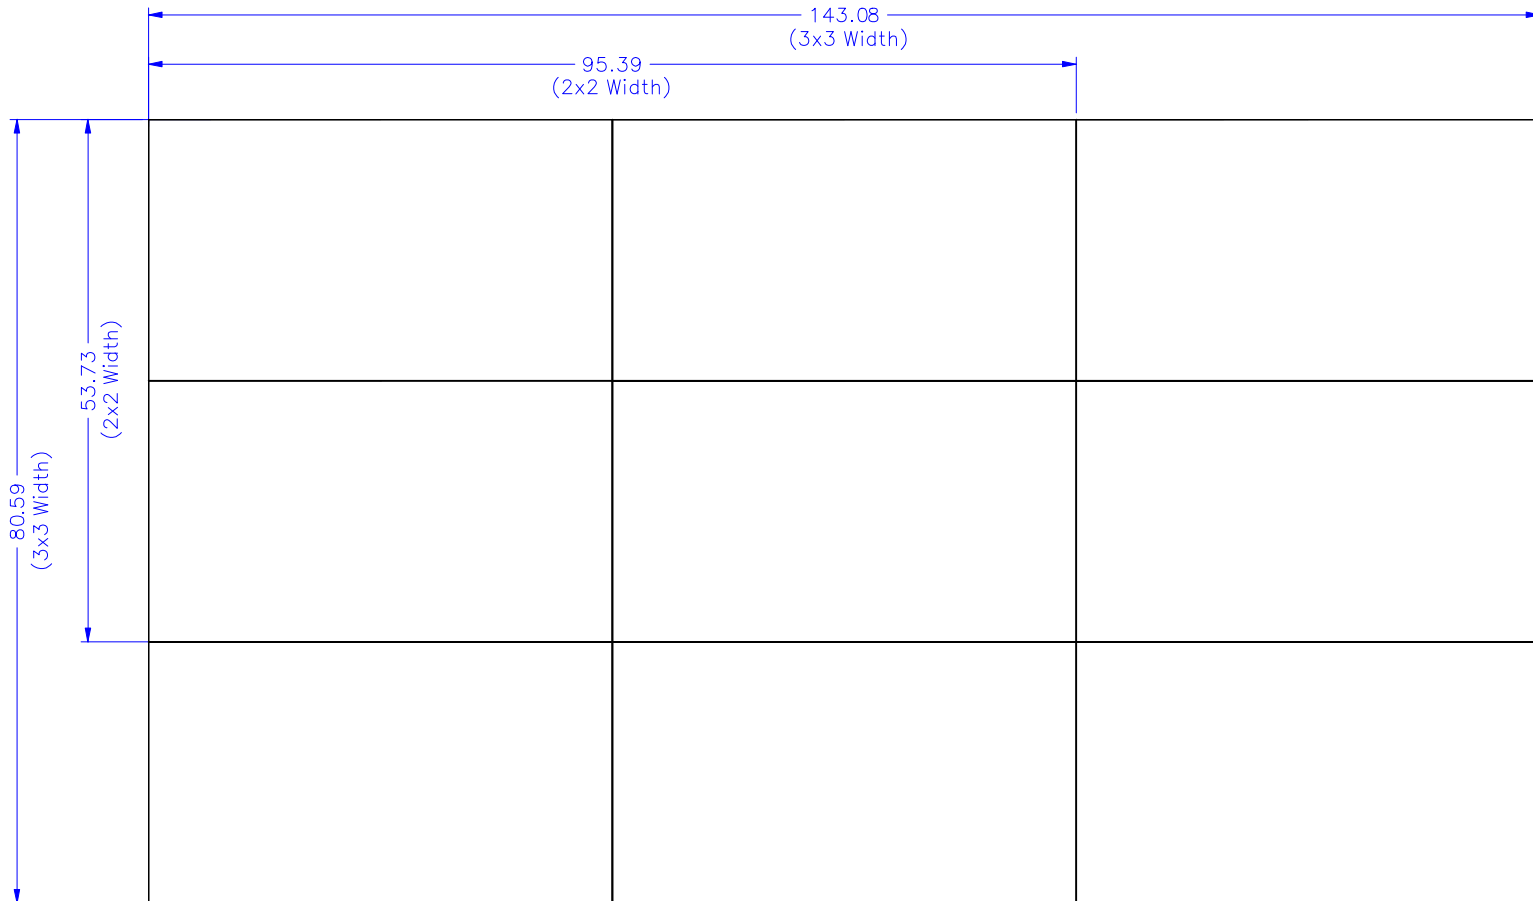 143.08
(3x3 Width)
95.39
(2x2 Width)
53.73
(2x2 Width)
80.59
(3x3 Width)